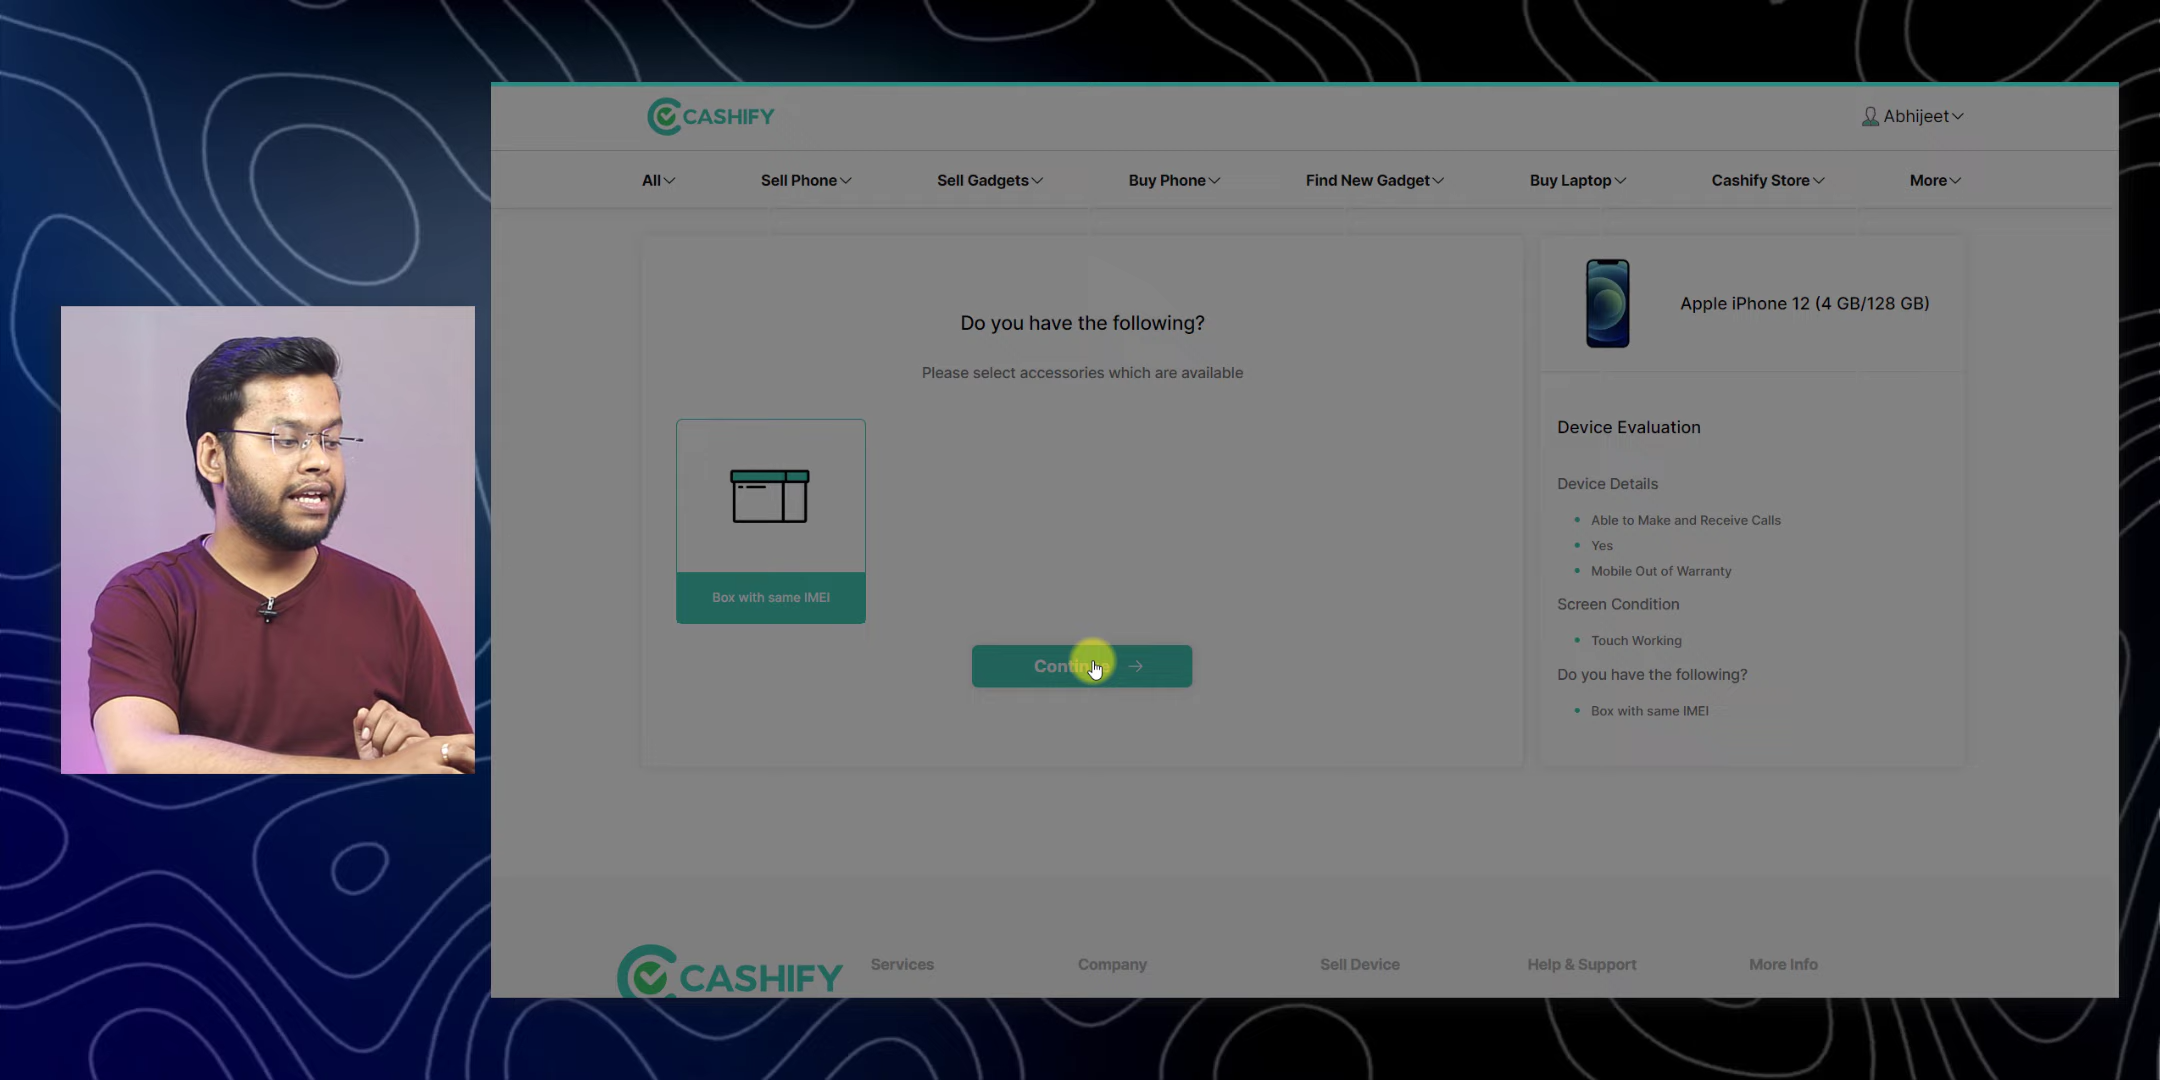 CASHIFY
Abhijeet
All
Sell Phone
Sell Gadgets
Buy Phone
Find New Gadget
Buy Laptop
Cashify Store
More
Do you have the following?
Please select accessories which are available
Box with same IMEI
Continue
Apple iPhone 12 (4 GB/128 GB)
Device Evaluation
Device Details
Able to Make and Receive Calls
Yes
Mobile Out of Warranty
Screen Condition
Touch Working
Do you have the following?
Box with same IMEI
CASHIFY
Services
Company
Sell Device
Help & Support
More Info